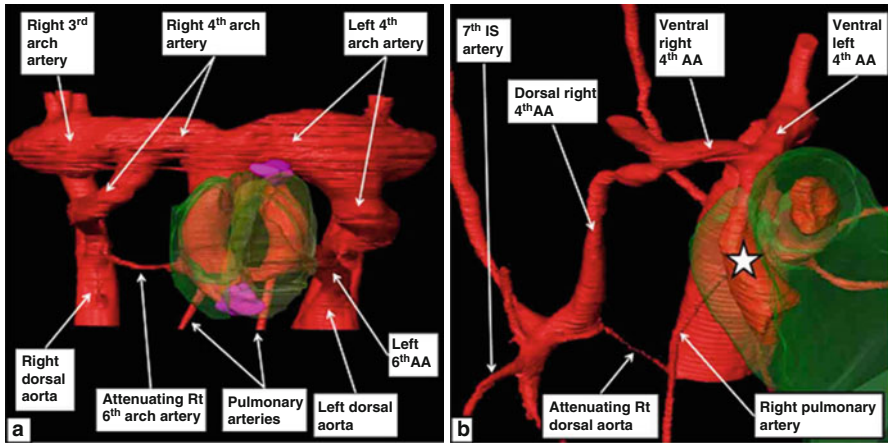 Right 3rd
arch
artery
Right 4th arch
artery
Left 4th
arch artery
Right
dorsal
aorta
Attenuating Rt
6th arch artery
Pulmonary
arteries
Left dorsal
aorta
Left
6thAA
a
7th IS
artery
Dorsal right
4thAA
Ventral
right
4th AA
Ventral
left
4th AA
Attenuating Rt
dorsal aorta
Right pulmonary
artery
b